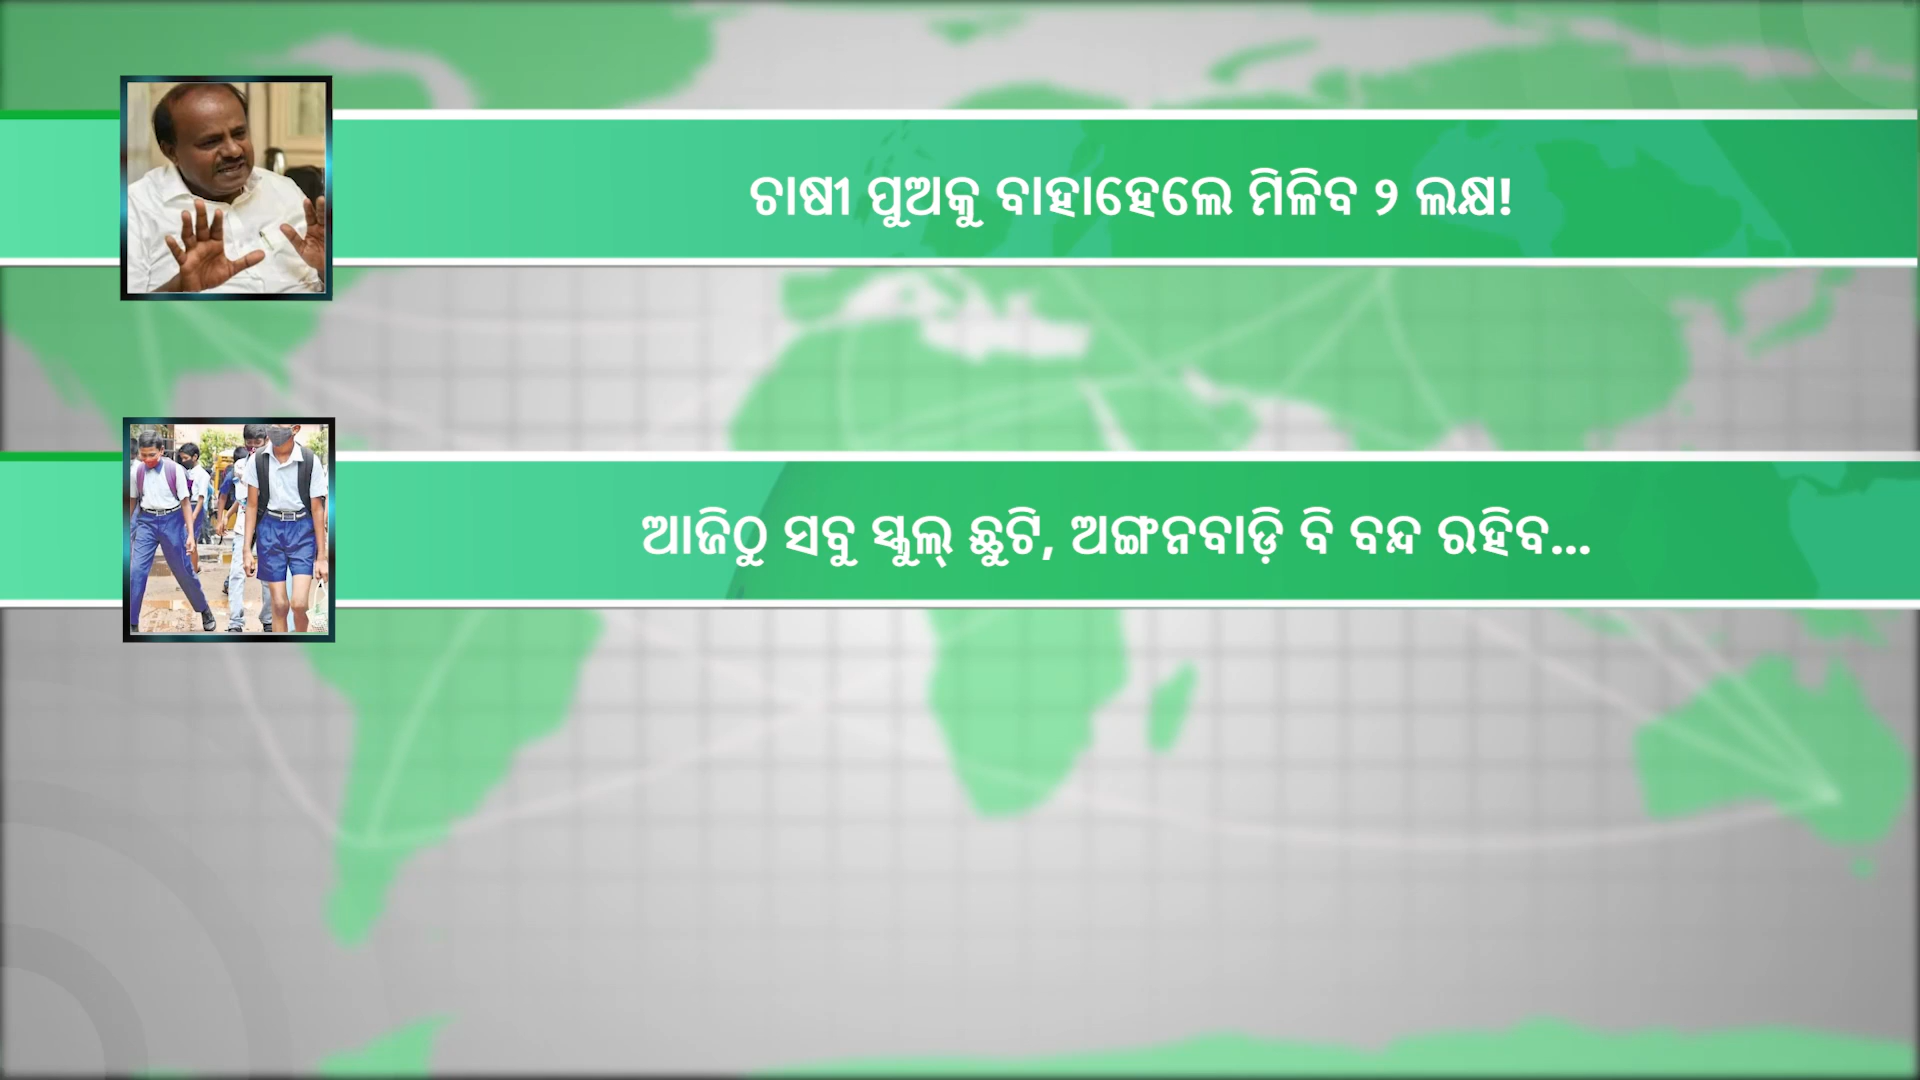 ଚାଷୀ ପୁଅକୁ ବାହାହେଲେ ମିଳିବ ୨ ଲକ୍ଷ!
ଆଜିଠୁ ସବୁ ସ୍କୁଲ୍ ଛୁଟି, ଅଙ୍ଗନବାଡ଼ି ବି ବନ୍ଦ ରହିବ...